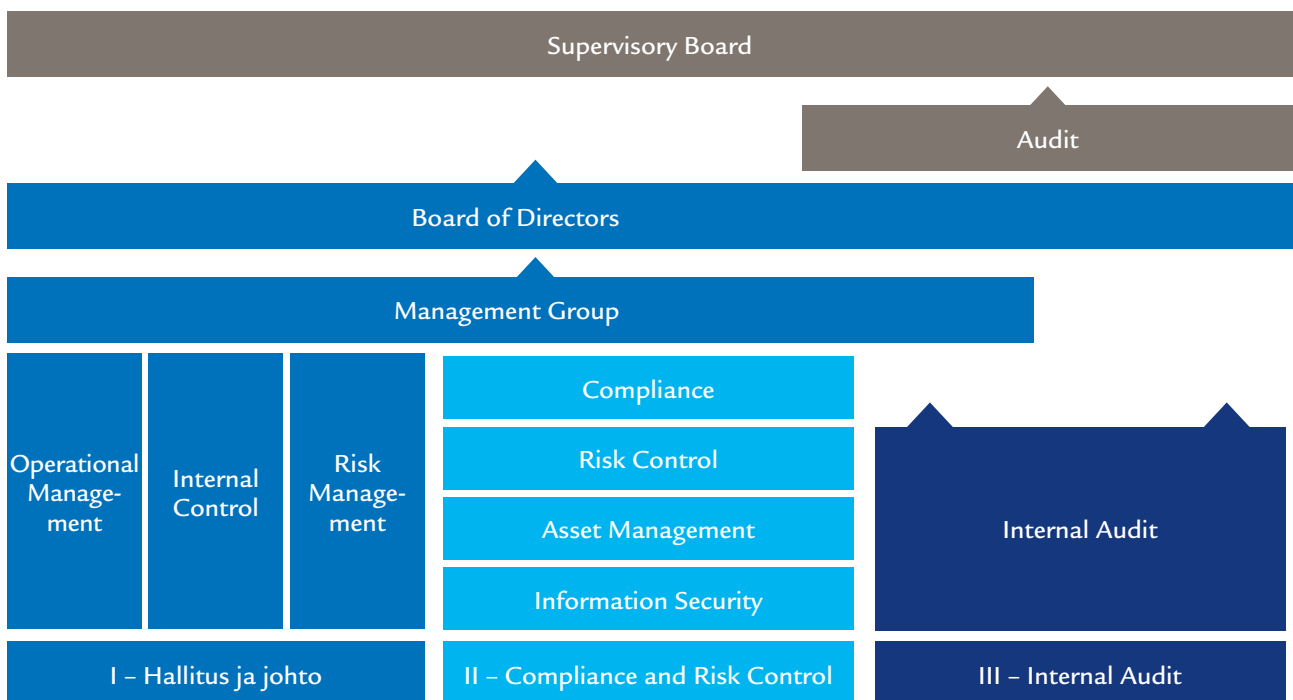 Supervisory Board
Audit
Board of Directors
Management Group
Operational
Manage-
ment
Internal
Control
Risk
Manage-
ment
Compliance
Risk Control
Asset Management
Information Security
Internal Audit
I – Hallitus ja johto
II – Compliance and Risk Control
III – Internal Audit